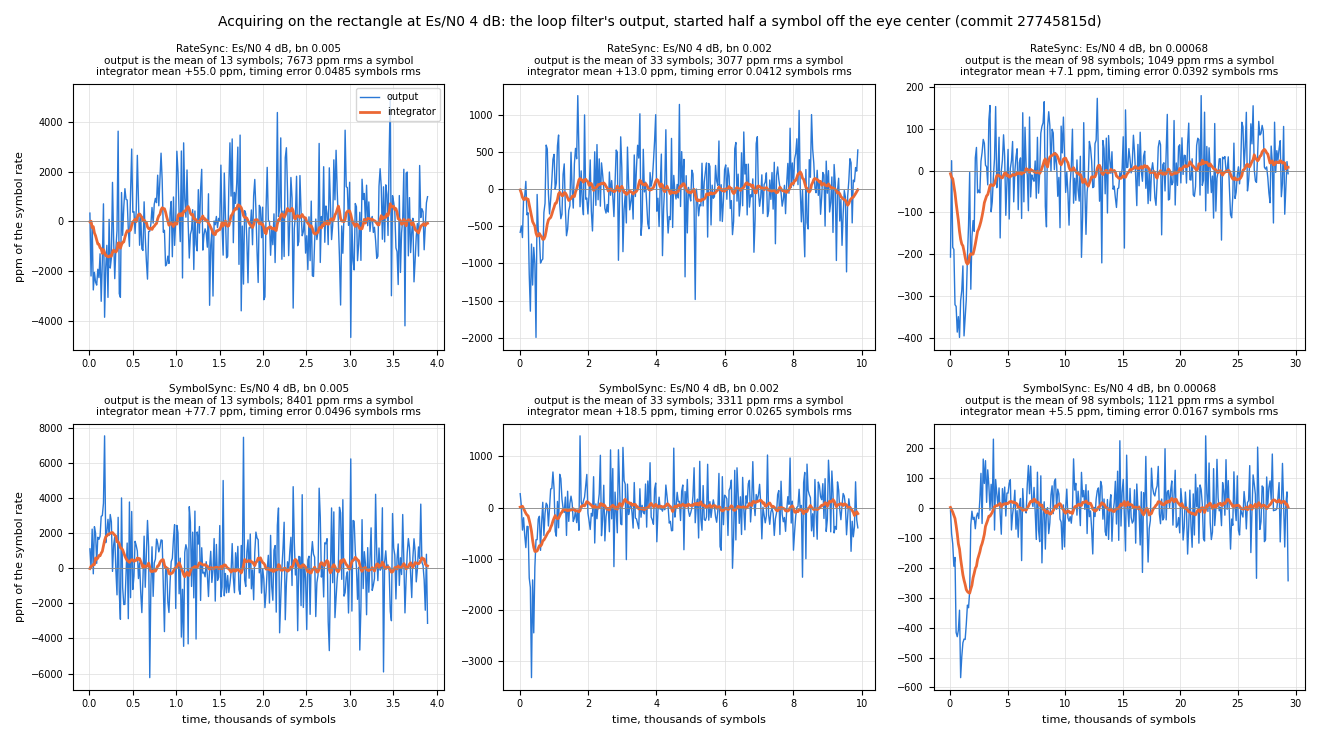 Acquiring on the rectangle at Es/N0 4 dB: the loop filter's output, started half a symbol off the eye center (commit 27745815d)
RateSync: Es/N0 4 dB, bn 0.005
output is the mean of 13 symbols; 7673 ppm rms a symbol
integrator mean +55.0 ppm, timing error 0.0485 symbols rms
output
integrator
ppm of the symbol rate
4000
2000
0
−2000
−4000
0.0 0.5 1.0 1.5 2.0 2.5 3.0 3.5 4.0
RateSync: Es/N0 4 dB, bn 0.002
output is the mean of 33 symbols; 3077 ppm rms a symbol
integrator mean +13.0 ppm, timing error 0.0412 symbols rms
1000
500
0
−500
−1000
−1500
−2000
0 2 4 6 8 10
RateSync: Es/N0 4 dB, bn 0.00068
output is the mean of 98 symbols; 1049 ppm rms a symbol
integrator mean +7.1 ppm, timing error 0.0392 symbols rms
200
100
0
−100
−200
−300
−400
0 5 10 15 20 25 30
SymbolSync: Es/N0 4 dB, bn 0.005
output is the mean of 13 symbols; 8401 ppm rms a symbol
integrator mean +77.7 ppm, timing error 0.0496 symbols rms
ppm of the symbol rate
8000
6000
4000
2000
0
−2000
−4000
−6000
0.0 0.5 1.0 1.5 2.0 2.5 3.0 3.5 4.0
time, thousands of symbols
SymbolSync: Es/N0 4 dB, bn 0.002
output is the mean of 33 symbols; 3311 ppm rms a symbol
integrator mean +18.5 ppm, timing error 0.0265 symbols rms
1000
0
−1000
−2000
−3000
0 2 4 6 8 10
time, thousands of symbols
SymbolSync: Es/N0 4 dB, bn 0.00068
output is the mean of 98 symbols; 1121 ppm rms a symbol
integrator mean +5.5 ppm, timing error 0.0167 symbols rms
200
100
0
−100
−200
−300
−400
−500
−600
0 5 10 15 20 25 30
time, thousands of symbols